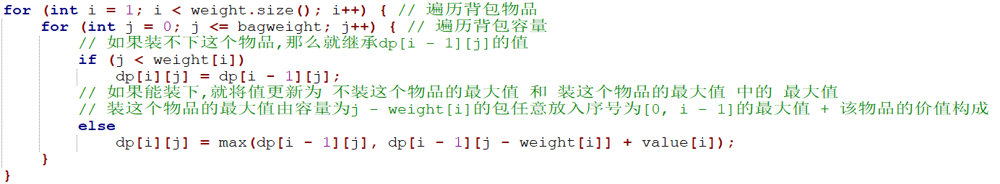 for (int i = 1; i < weight.size(); i++) { // 遍历背包物品
    for (int j = 0; j <= bagweight; j++) { // 遍历背包容量
        // 如果装不下这个物品,那么就继承dp[i - 1][j]的值
        if (j < weight[i])
            dp[i][j] = dp[i - 1][j];
        // 如果能装下,就将值更新为 不装这个物品的最大值 和 装这个物品的最大值 中的 最大值
        // 装这个物品的最大值由容量为j - weight[i]的包任意放入序号为[0, i - 1]的最大值 + 该物品的价值构成
        else
            dp[i][j] = max(dp[i - 1][j], dp[i - 1][j - weight[i]] + value[i]);
    }
}